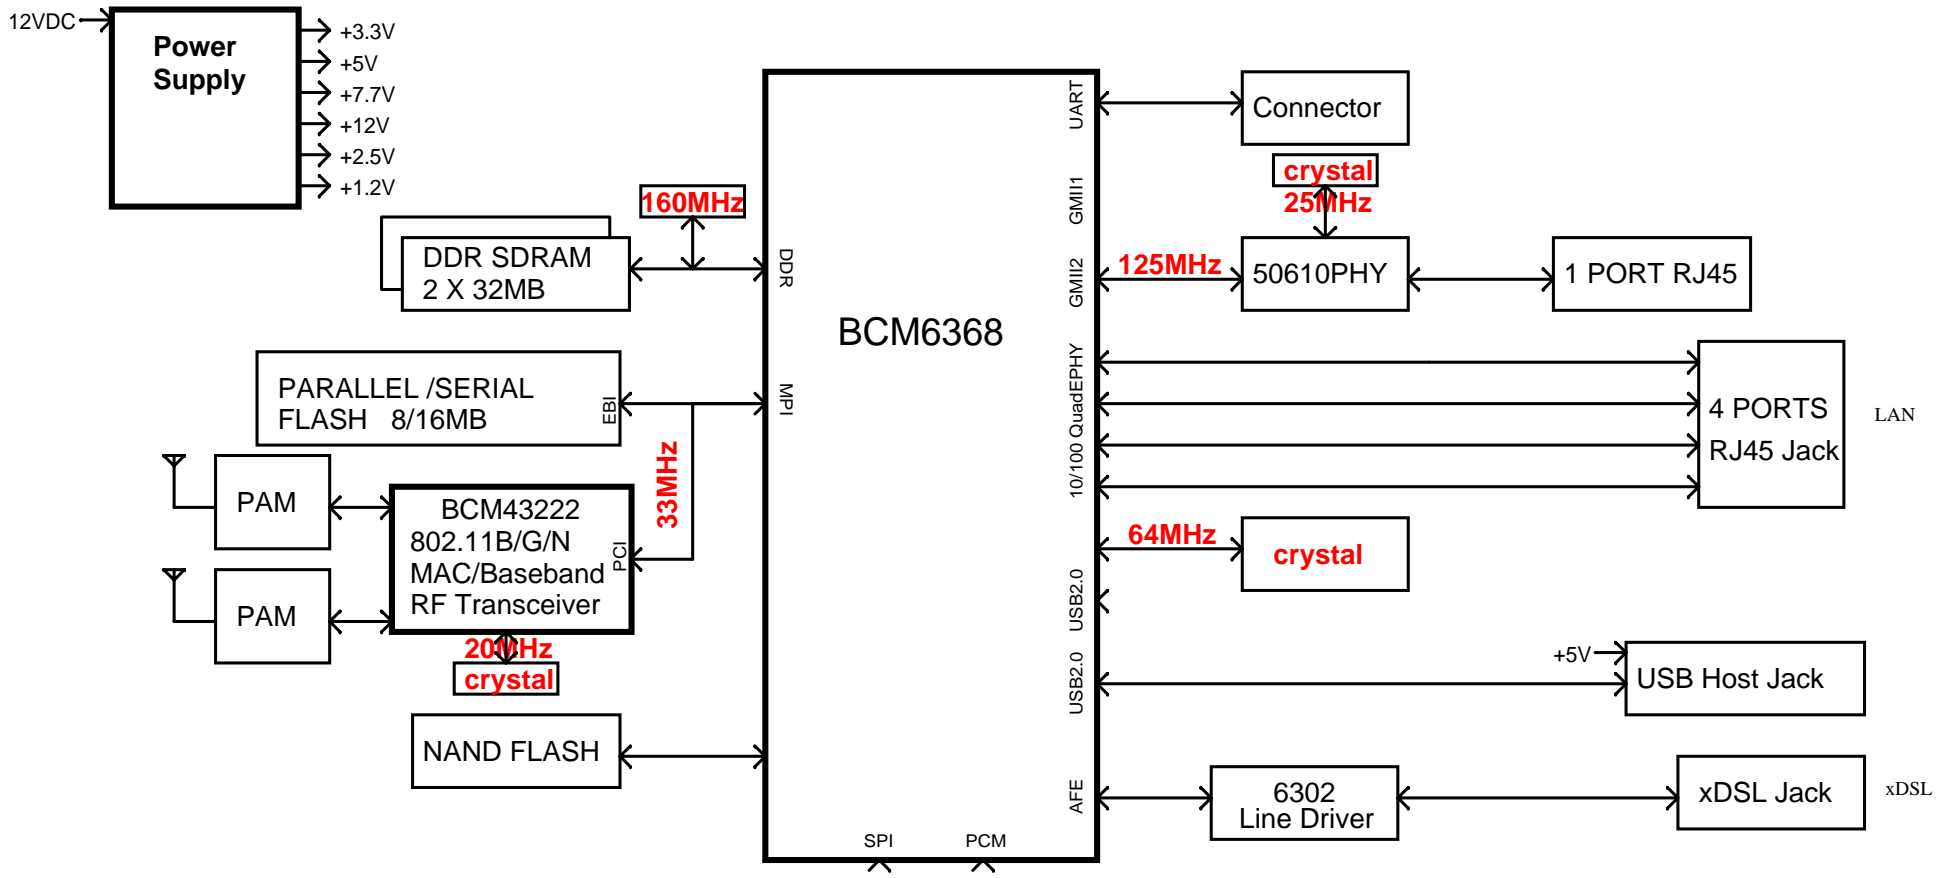 12VDC
Power
Supply
+3.3V
+5V
+7.7V
+12V
+2.5V
+1.2V
160MHz
DDR SDRAM
2 X 32MB
DDR
PARALLEL /SERIAL
FLASH 8/16MB
EBI
MPI
33MHz
PAM
PAM
BCM43222
802.11B/G/N
MAC/Baseband
RF Transceiver
PCI
20MHz
crystal
NAND FLASH
BCM6368
SPI
PCM
UART
GMII1
GMII2
10/100 QuadEPHY
USB2.0
USB2.0
AFE
Connector
crystal
25MHz
125MHz
50610PHY
1 PORT RJ45
4 PORTS
RJ45 Jack
LAN
64MHz
crystal
+5V
USB Host Jack
6302
Line Driver
xDSL Jack
xDSL